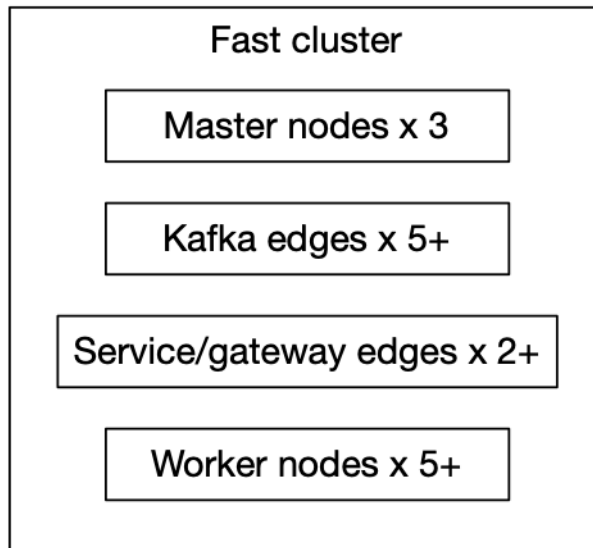 Fast cluster
Master nodes x 3
Kafka edges x 5+
Service/gateway edges x 2+
Worker nodes x 5+